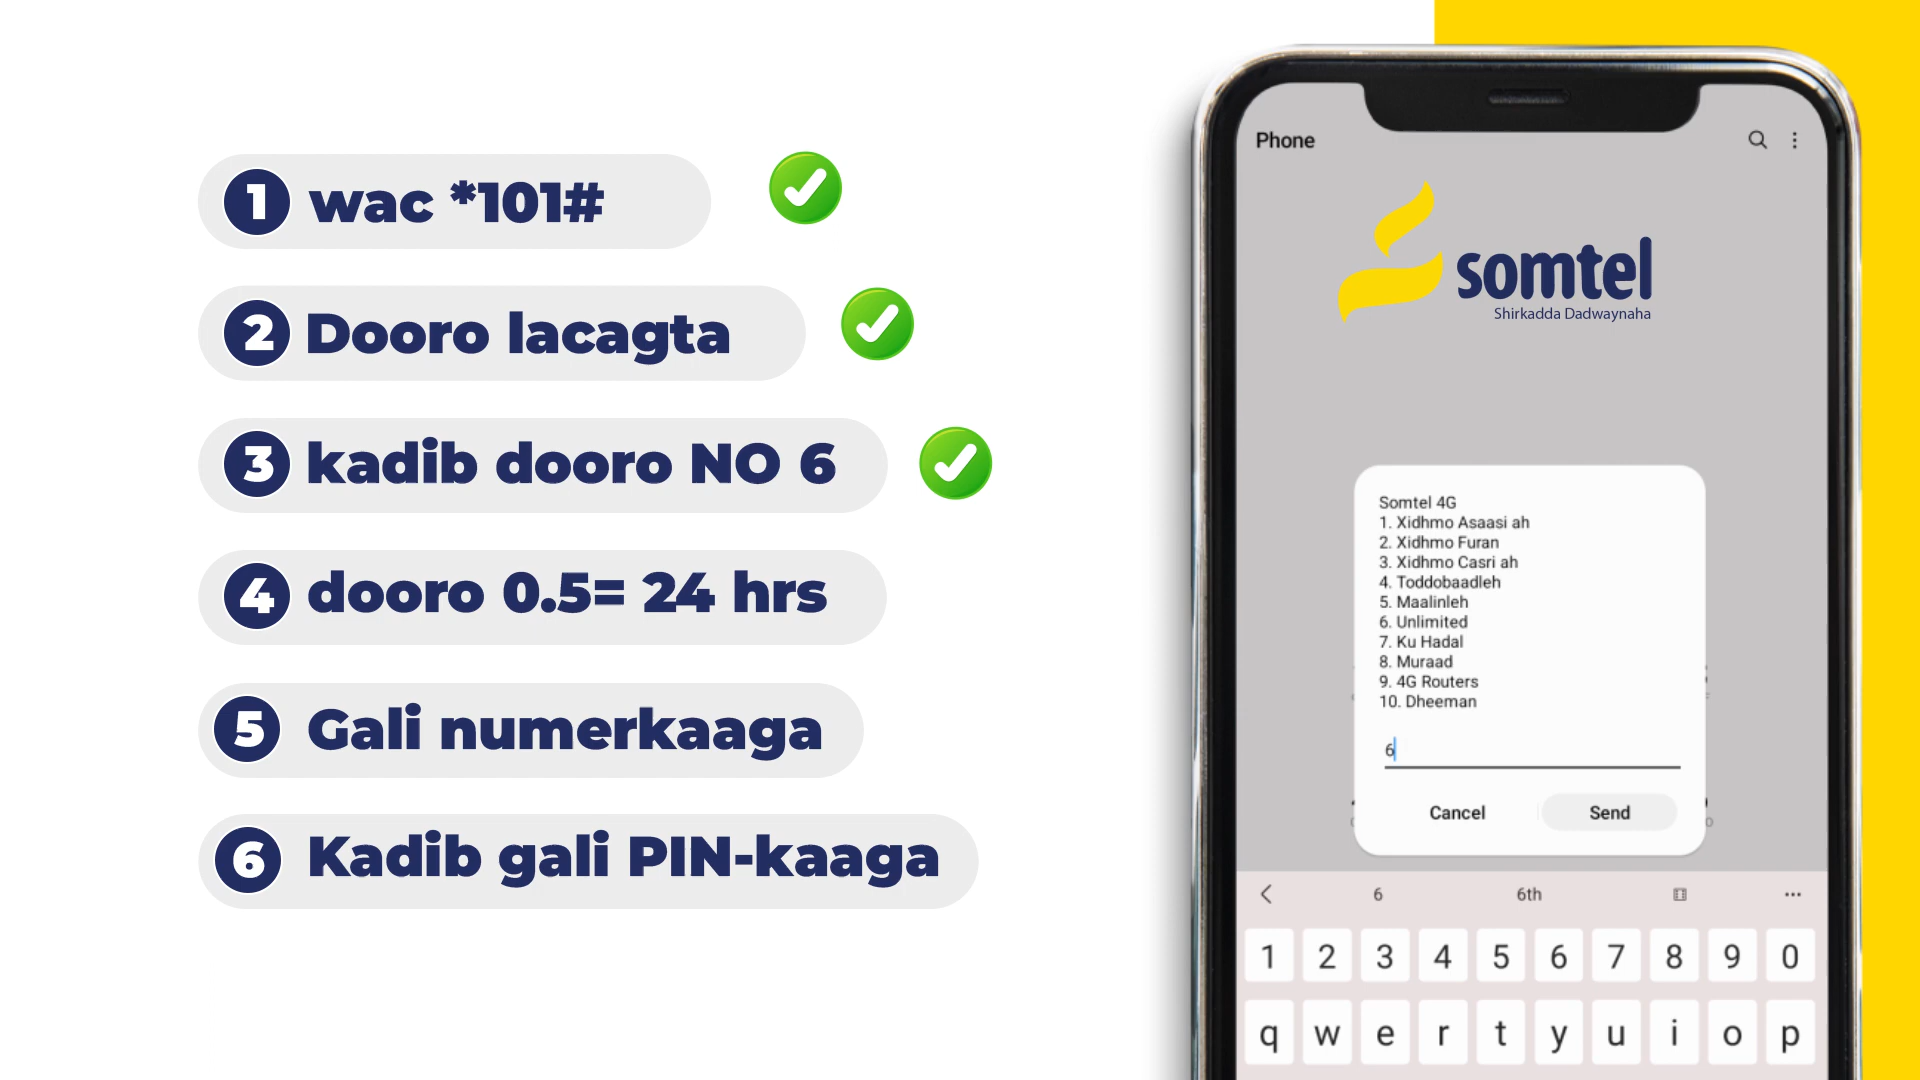 1 wac *101#
2 Dooro lacagta
3 kadib dooro NO 6
4 dooro 0.5= 24 hrs
5 Gali numerkaaga
6 Kadib gali PIN-kaaga
Phone
somtel
Shirkadda Dadwaynaha
Somtel 4G
1. Xidhmo Asaasi ah
2. Xidhmo Furan
3. Xidhmo Casri ah
4. Toddobaadleh
5. Maalinleh
6. Unlimited
7. Ku Hadal
8. Muraad
9. 4G Routers
10. Dheeman
6
Cancel Send
6 6th
1 2 3 4 5 6 7 8 9 0
q w e r t y u i o p